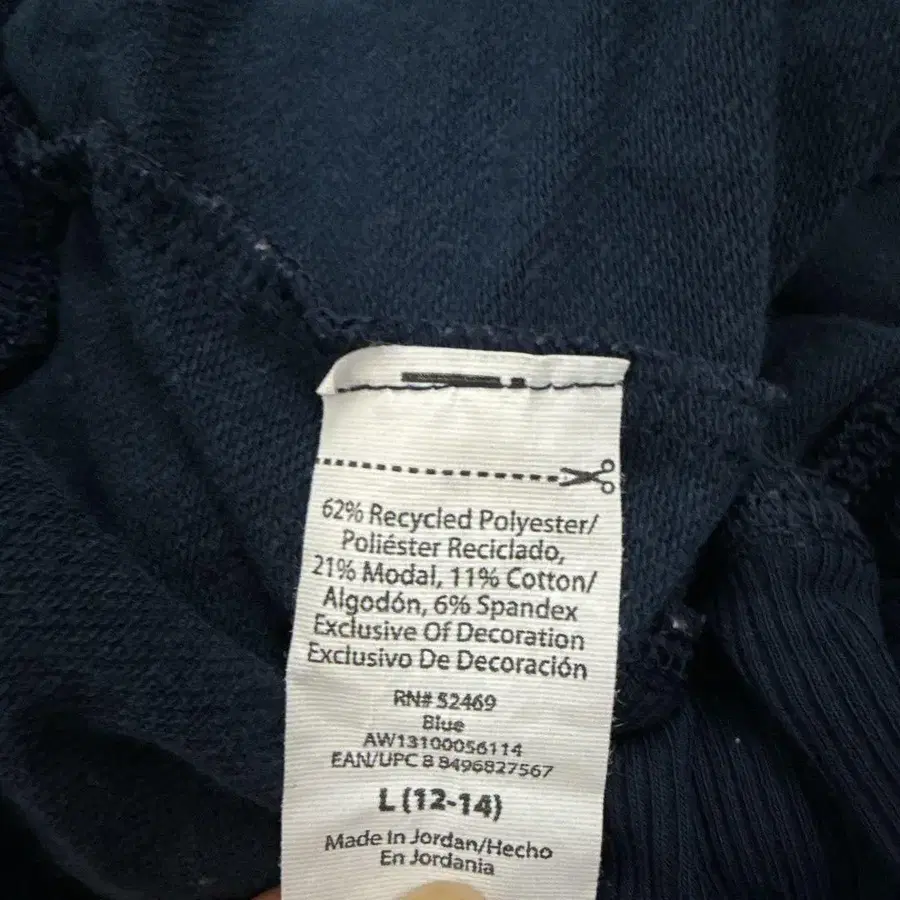 62% Recycled Polyester/
Poliéster Reciclado,
21% Modal, 11% Cotton/
Algodón, 6% Spandex
Exclusive Of Decoration
Exclusivo De Decoración
RN# 52469
Blue
AW13100056114
EAN/UPC 8 8496827567
L (12-14)
Made In Jordan/Hecho
En Jordania